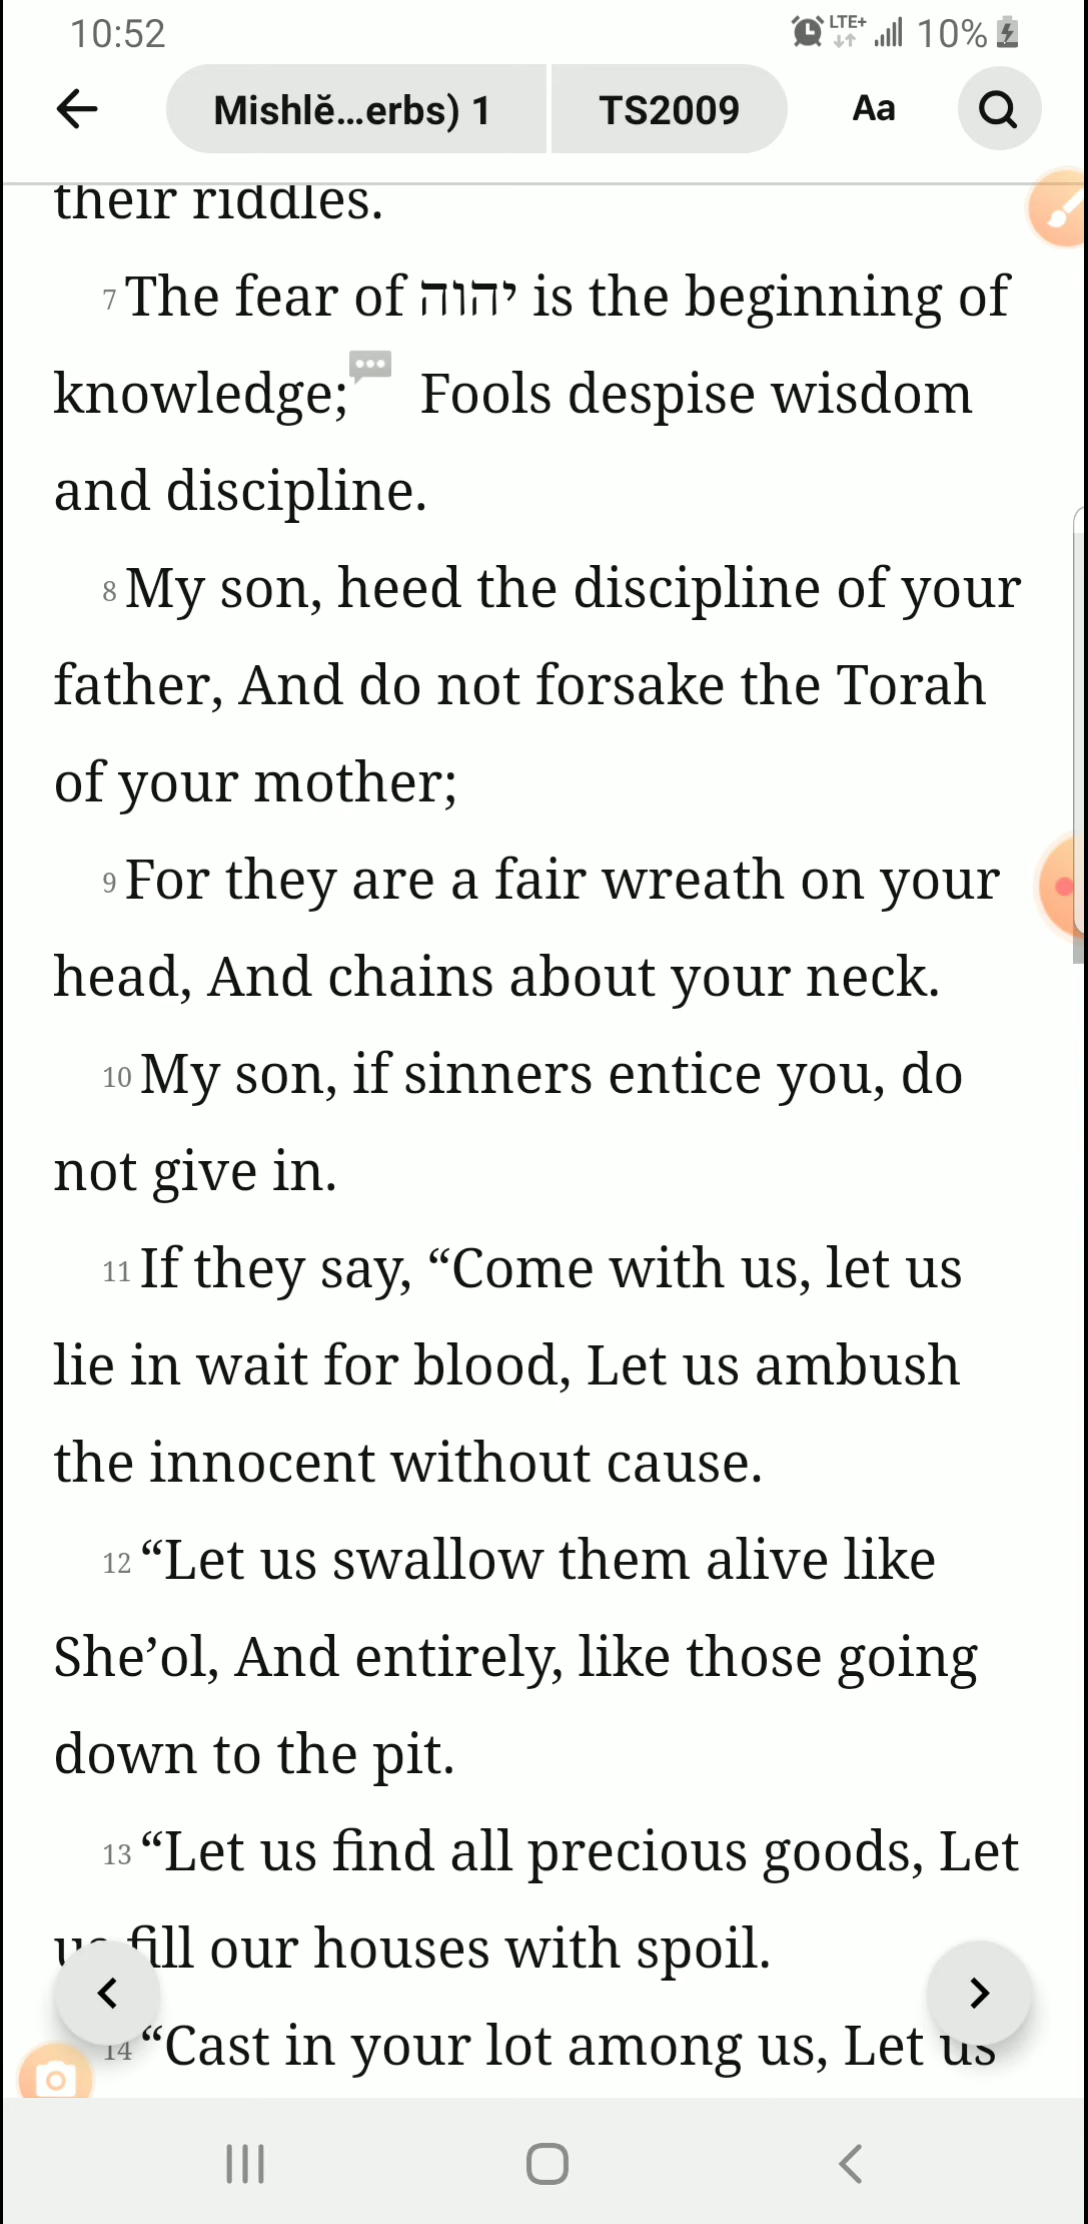 10:52 LTE+ 10%
Mishlĕ...erbs) 1 TS2009 Aa
their riddles.
7 The fear of יהוה is the beginning of
knowledge; Fools despise wisdom
and discipline.
8 My son, heed the discipline of your
father, And do not forsake the Torah
of your mother;
9 For they are a fair wreath on your
head, And chains about your neck.
10 My son, if sinners entice you, do
not give in.
11 If they say, “Come with us, let us
lie in wait for blood, Let us ambush
the innocent without cause.
12 “Let us swallow them alive like
She’ol, And entirely, like those going
down to the pit.
13 “Let us find all precious goods, Let
us fill our houses with spoil.
14 “Cast in your lot among us, Let us